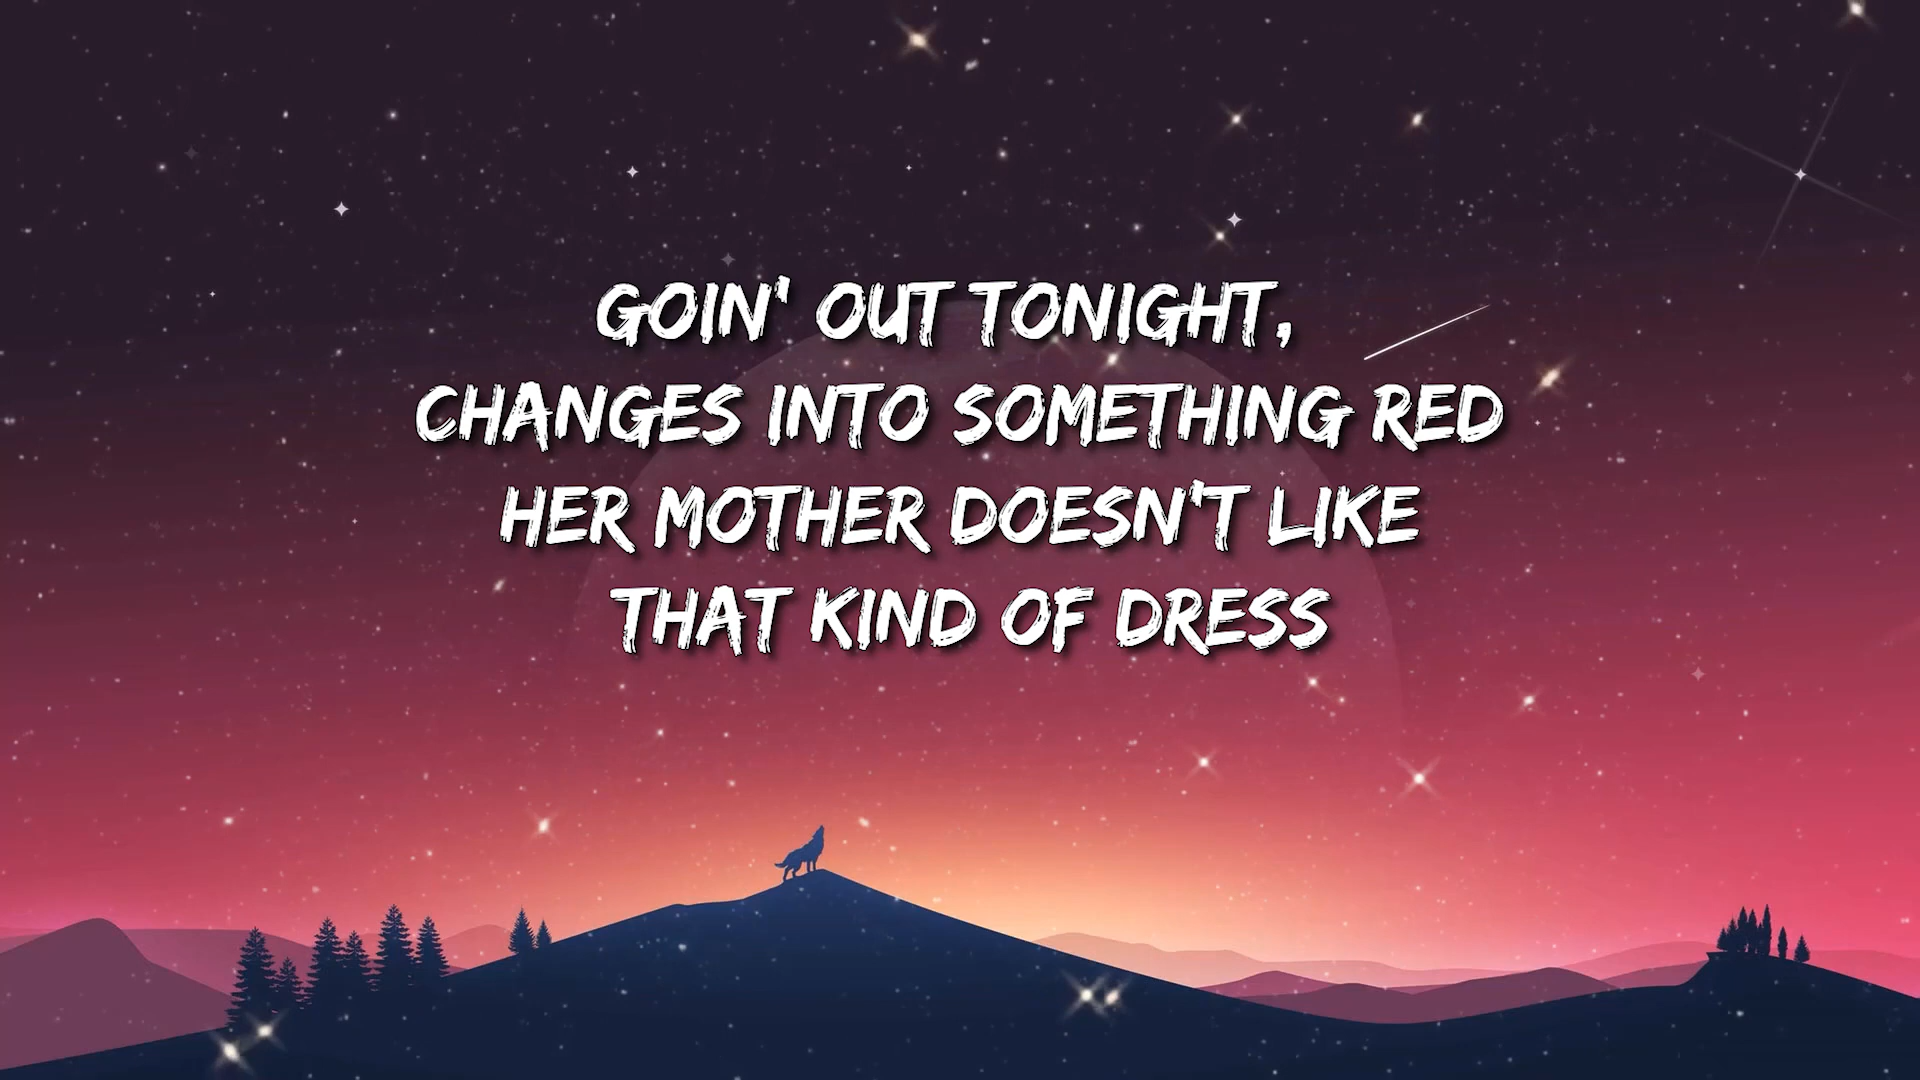 GOIN' OUT TONIGHT,
CHANGES INTO SOMETHING RED
HER MOTHER DOESN'T LIKE
THAT KIND OF DRESS